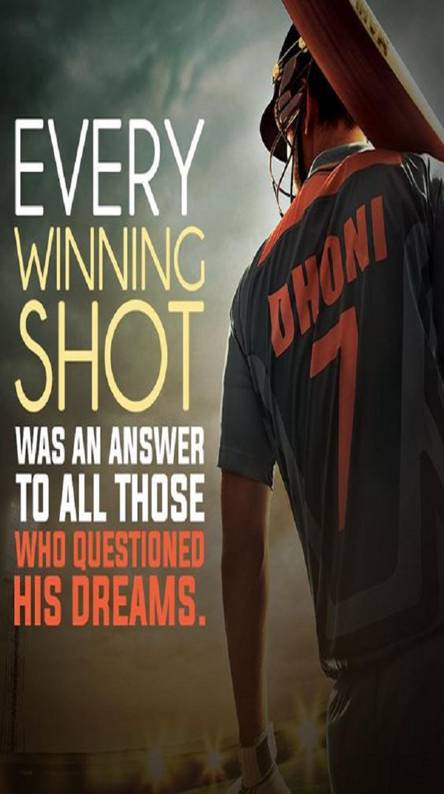 EVERY
WINNING
SHOT
WAS AN ANSWER
TO ALL THOSE
WHO QUESTIONED
HIS DREAMS.
DHONI
7